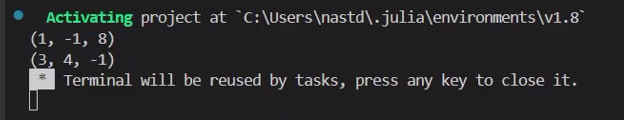 Activating project at `C:\Users\nastd\.julia\environments\v1.8`
(1, -1, 8)
(3, 4, -1)
* Terminal will be reused by tasks, press any key to close it.